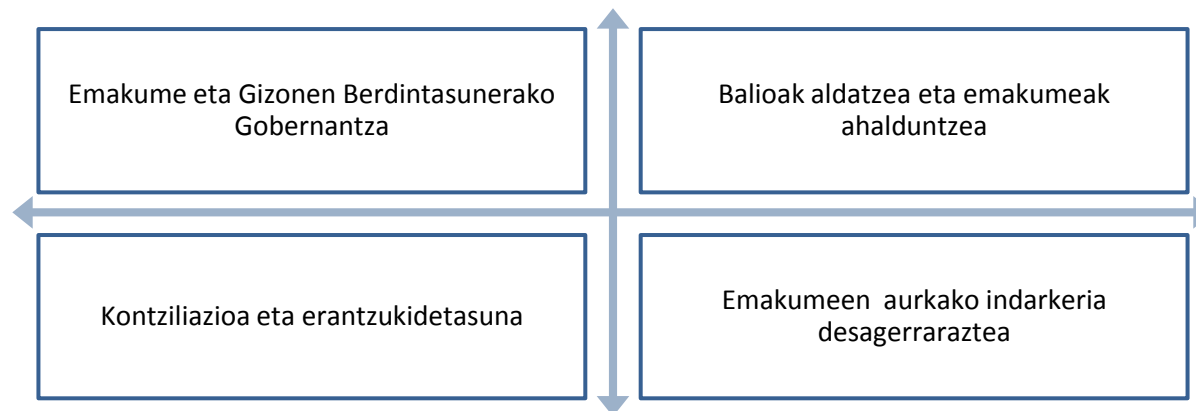 Emakume eta Gizonen Berdintasunerako
Gobernantza
Balioak aldatzea eta emakumeak
ahalduntzea
Kontziliazioa eta erantzukidetasuna
Emakumeen aurkako indarkeria
desagerraraztea